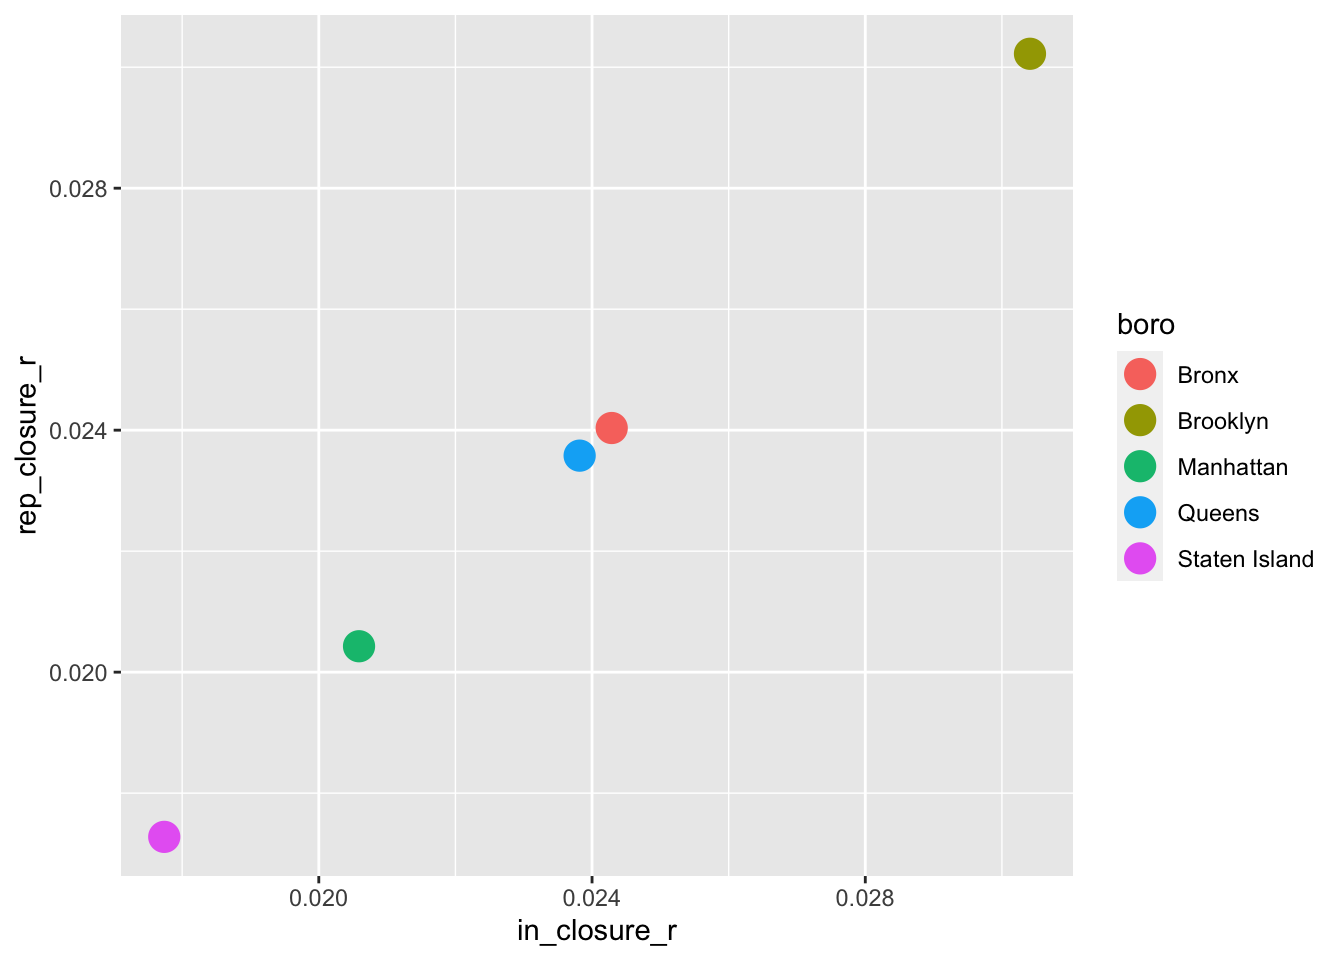 rep_closure_r
0.028
0.024
0.020
0.020
0.024
0.028
in_closure_r
boro
Bronx
Brooklyn
Manhattan
Queens
Staten Island